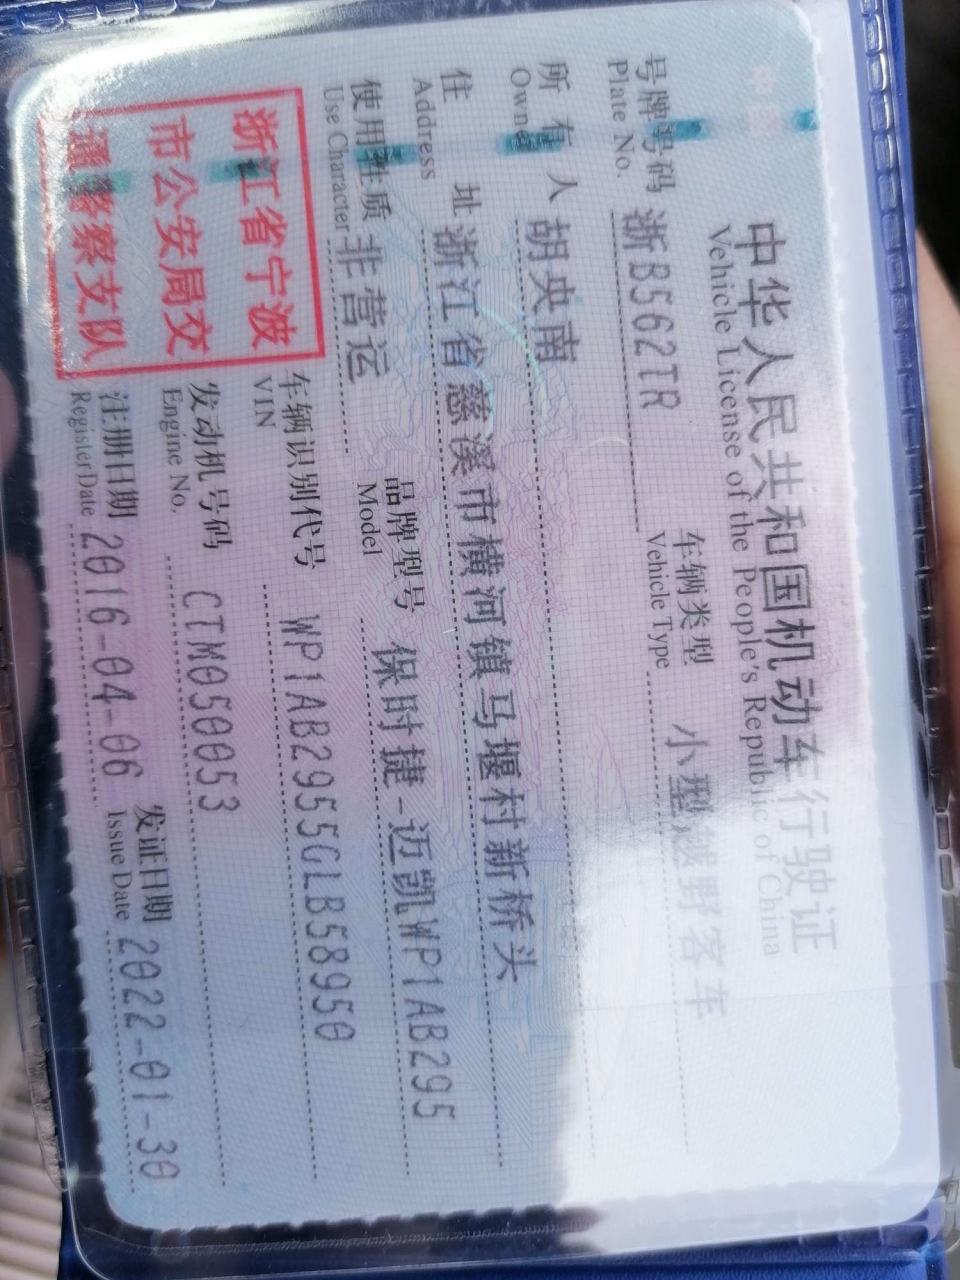 中华人民共和国机动车行驶证
Vehicle License of the People's Republic of China
号牌号码 浙B562TR 车辆类型 小型越野客车
Plate No. Vehicle Type
所有人 胡央南
Owner
住址 浙江省慈溪市横河镇马堰村新桥头
Address
使用性质 非营运 品牌型号 保时捷-迈凯WP1AB295
Use Character Model
浙江省宁波
市公安局交
通警察支队
车辆识别代号 WP1AB2955GLB58950
VIN
发动机号码 CTM050053
Engine No.
注册日期 2016-04-06 发证日期 2022-01-30
Register Date Issue Date